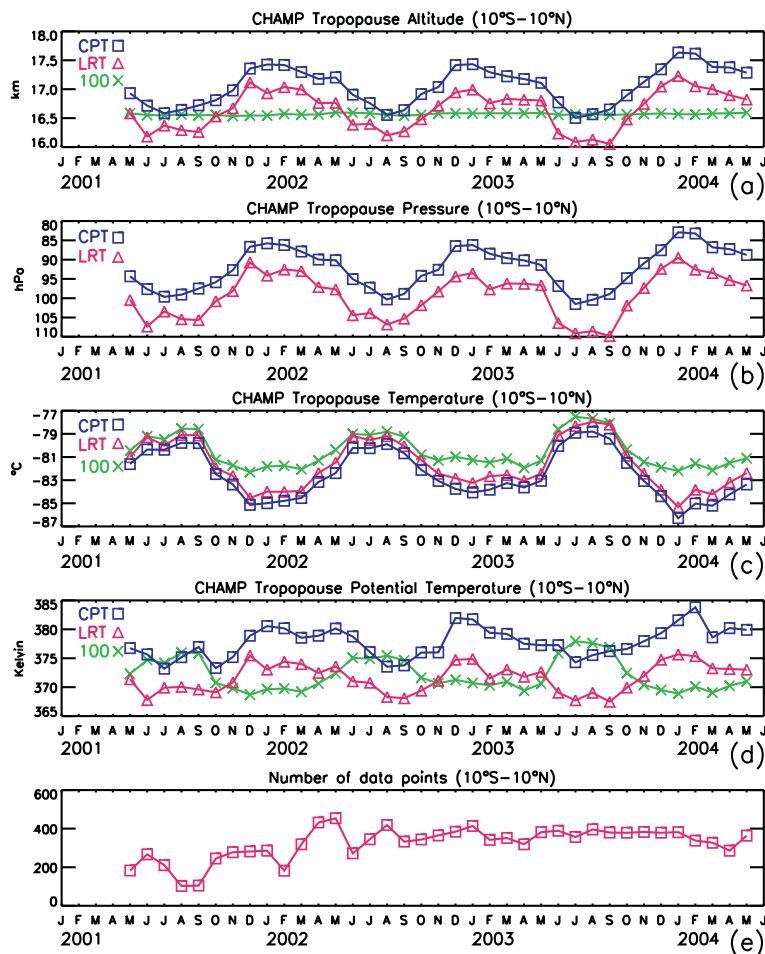 CHAMP Tropopause Altitude (10°S–10°N)
18.0
17.5
17.0
16.5
16.0
km
CPT
LRT
100
J F M A M J J A S O N D J F M A M J J A S O N D J F M A M J J A S O N D J F M A M J
2001 2002 2003 2004
(a)
CHAMP Tropopause Pressure (10°S–10°N)
80
85
90
95
100
105
110
hPa
CPT
LRT
J F M A M J J A S O N D J F M A M J J A S O N D J F M A M J J A S O N D J F M A M J
2001 2002 2003 2004
(b)
CHAMP Tropopause Temperature (10°S–10°N)
−77
−79
−81
−83
−85
−87
°C
CPT
LRT
100
J F M A M J J A S O N D J F M A M J J A S O N D J F M A M J J A S O N D J F M A M J
2001 2002 2003 2004
(c)
CHAMP Tropopause Potential Temperature (10°S–10°N)
385
380
375
370
365
Kelvin
CPT
LRT
100
J F M A M J J A S O N D J F M A M J J A S O N D J F M A M J J A S O N D J F M A M J
2001 2002 2003 2004
(d)
Number of data points (10°S–10°N)
600
400
200
0
J F M A M J J A S O N D J F M A M J J A S O N D J F M A M J J A S O N D J F M A M J
2001 2002 2003 2004
(e)